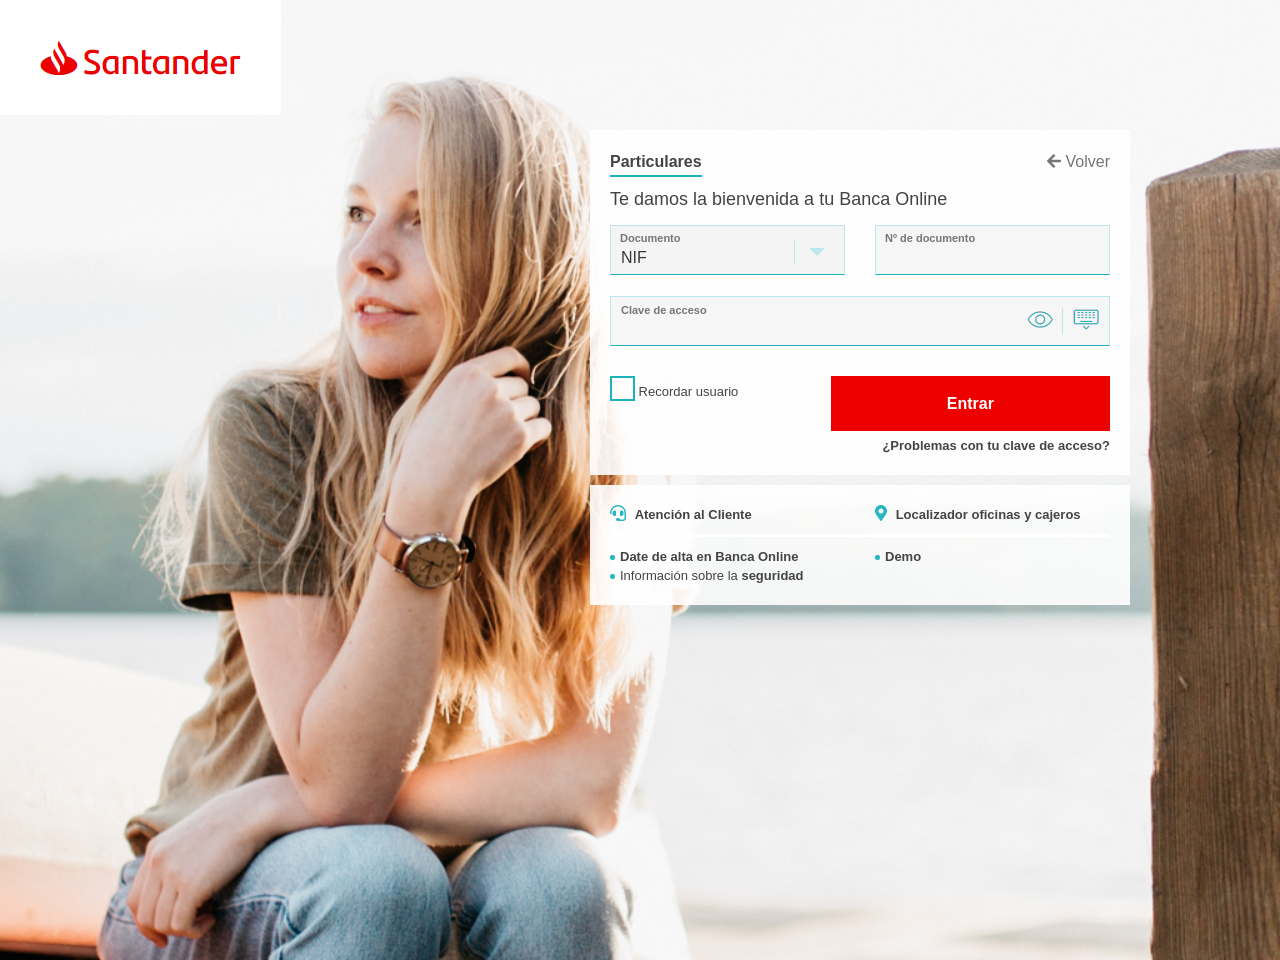 Santander
Particulares
Volver
Te damos la bienvenida a tu Banca Online
Documento
NIF
Nº de documento
Clave de acceso
Recordar usuario
Entrar
¿Problemas con tu clave de acceso?
Atención al Cliente
Localizador oficinas y cajeros
Date de alta en Banca Online
Demo
Información sobre la seguridad